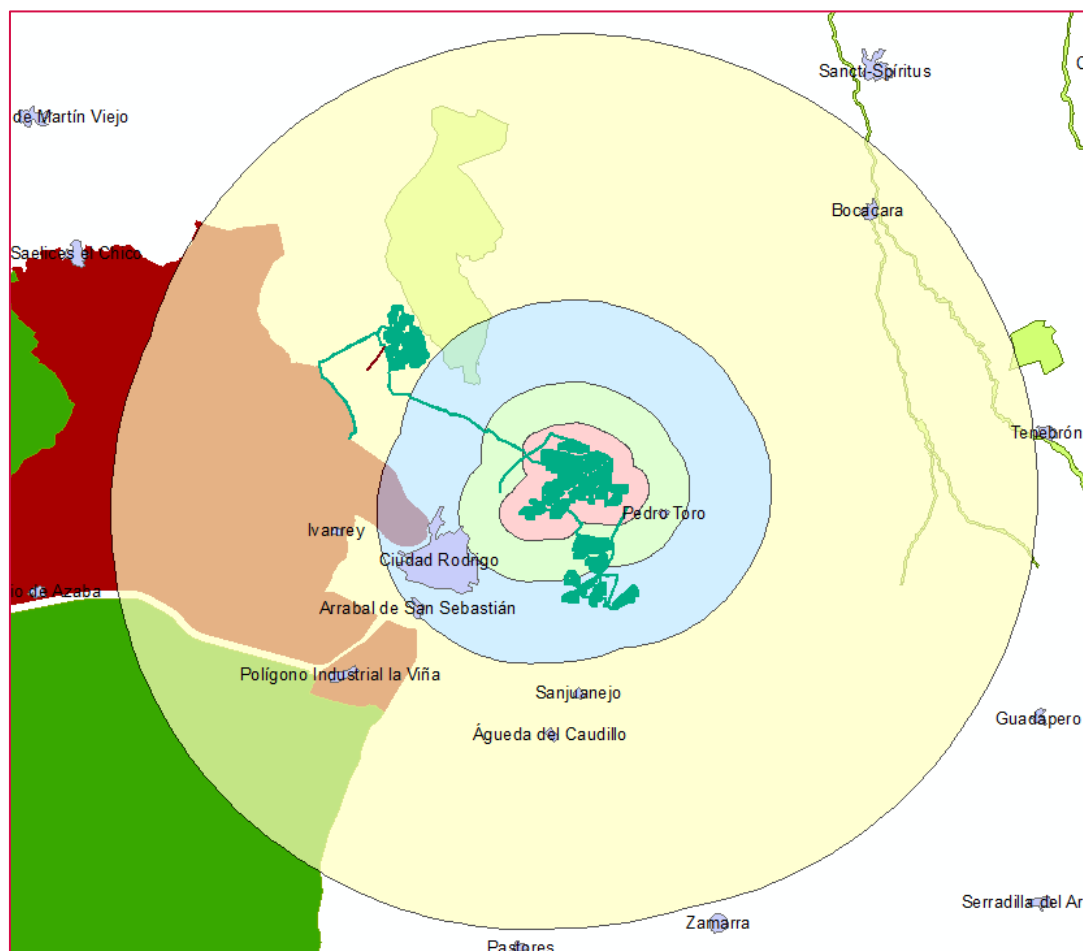 Sancti-Spíritus
de Martín Viejo
Bocacara
Saelices el Chico
Tenebrón
Pedro Toro
Ivanrey
Ciudad Rodrigo
io de Azaba
Arrabal de San Sebastián
Polígono Industrial la Viña
Sanjuanejo
Guadapero
Águeda del Caudillo
Serradilla del Ar
Zamarra
Pastores